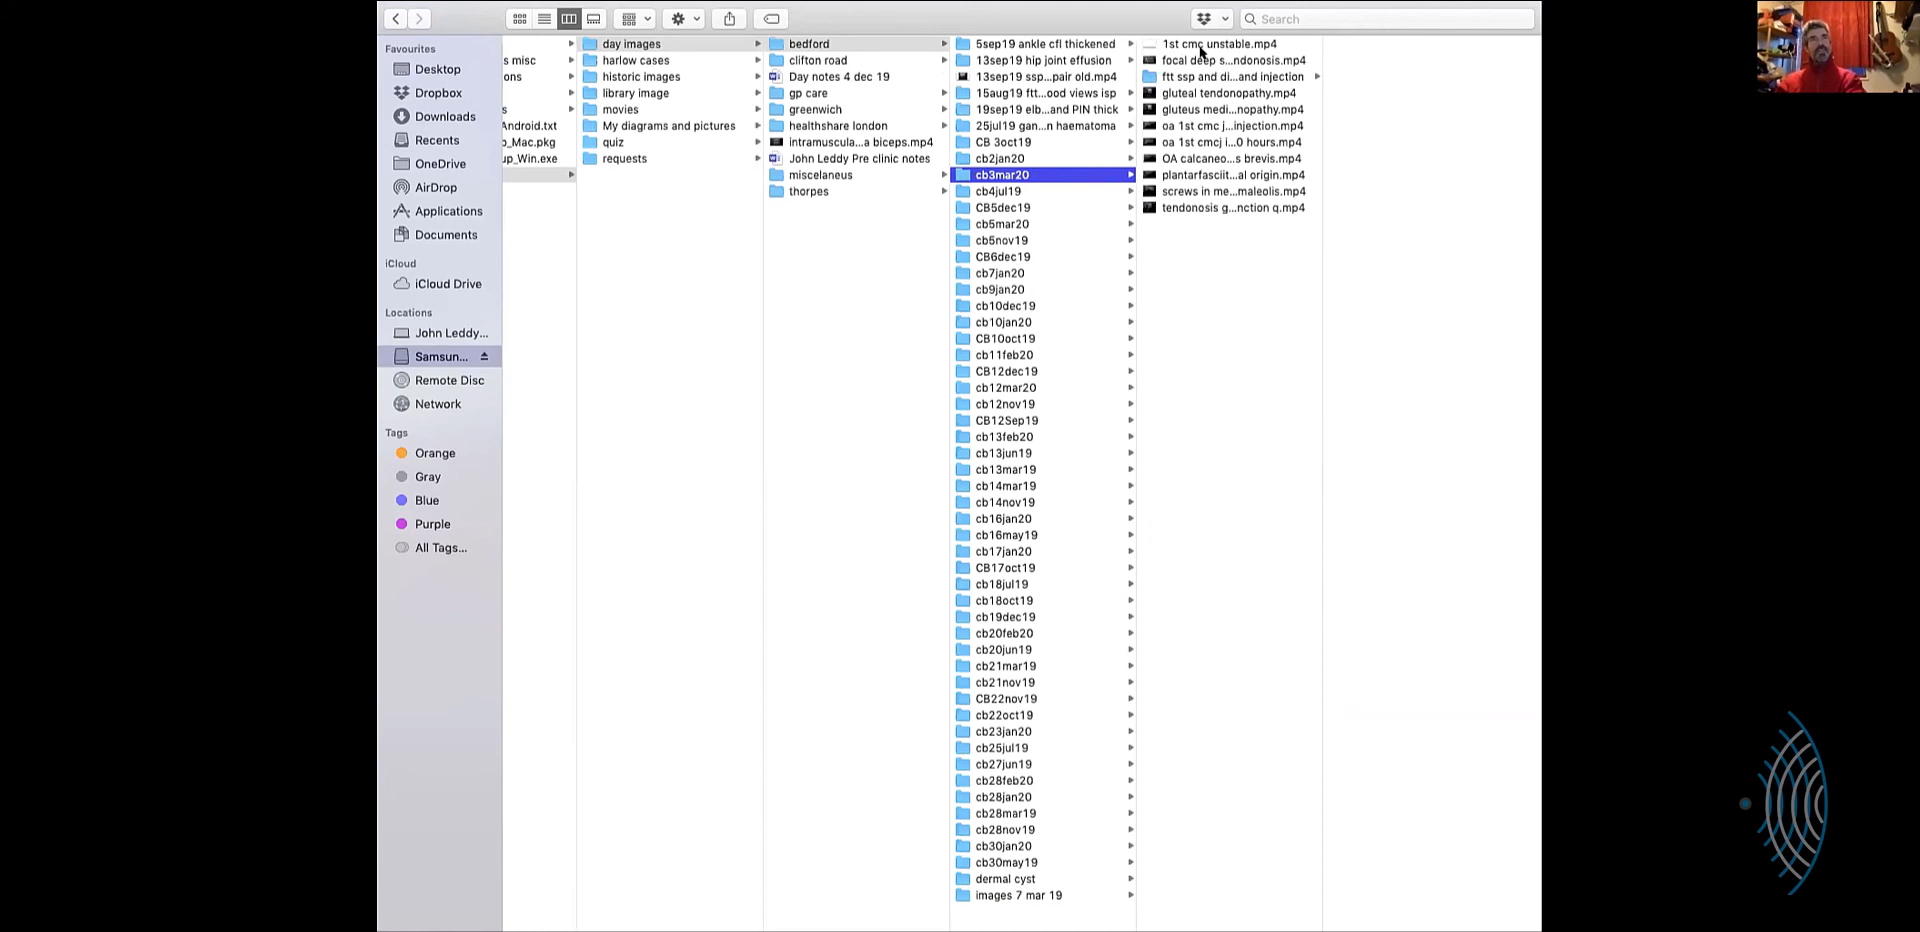 Search
Favourites
Desktop
Dropbox
Downloads
Recents
OneDrive
AirDrop
Applications
Documents
iCloud
iCloud Drive
Locations
John Leddy...
Samsun...
Remote Disc
Network
Tags
Orange
Gray
Blue
Purple
All Tags...
s misc
ons
s
Android.txt
o_Mac.pkg
up_Win.exe
day images
harlow cases
historic images
library image
movies
My diagrams and pictures
quiz
requests
bedford
clifton road
Day notes 4 dec 19
gp care
greenwich
healthshare london
intramuscula...a biceps.mp4
John Leddy Pre clinic notes
miscelaneus
thorpes
5sep19 ankle cfl thickened
13sep19 hip joint effusion
13sep19 ssp...pair old.mp4
15aug19 ftt...ood views isp
19sep19 elb...and PIN thick
25jul19 gan...n haematoma
CB 3oct19
cb2jan20
cb3mar20
cb4jul19
CB5dec19
cb5mar20
cb5nov19
CB6dec19
cb7jan20
cb9jan20
cb10dec19
cb10jan20
CB10oct19
cb11feb20
CB12dec19
cb12mar20
cb12nov19
CB12Sep19
cb13feb20
cb13jun19
cb13mar19
cb14mar19
cb14nov19
cb16jan20
cb16may19
cb17jan20
CB17oct19
cb18jul19
cb18oct19
cb19dec19
cb20feb20
cb20jun19
cb21mar19
cb21nov19
CB22nov19
cb22oct19
cb23jan20
cb25jul19
cb27jun19
cb28feb20
cb28jan20
cb28mar19
cb28nov19
cb30jan20
cb30may19
dermal cyst
images 7 mar 19
1st cmc unstable.mp4
focal deep s...ndonosis.mp4
ftt ssp and di...and injection
gluteal tendonopathy.mp4
gluteus medi...nopathy.mp4
oa 1st cmc j...injection.mp4
oa 1st cmcj i...0 hours.mp4
OA calcaneo...s brevis.mp4
plantarfasciit...al origin.mp4
screws in me...maleolis.mp4
tendonosis g...nction q.mp4